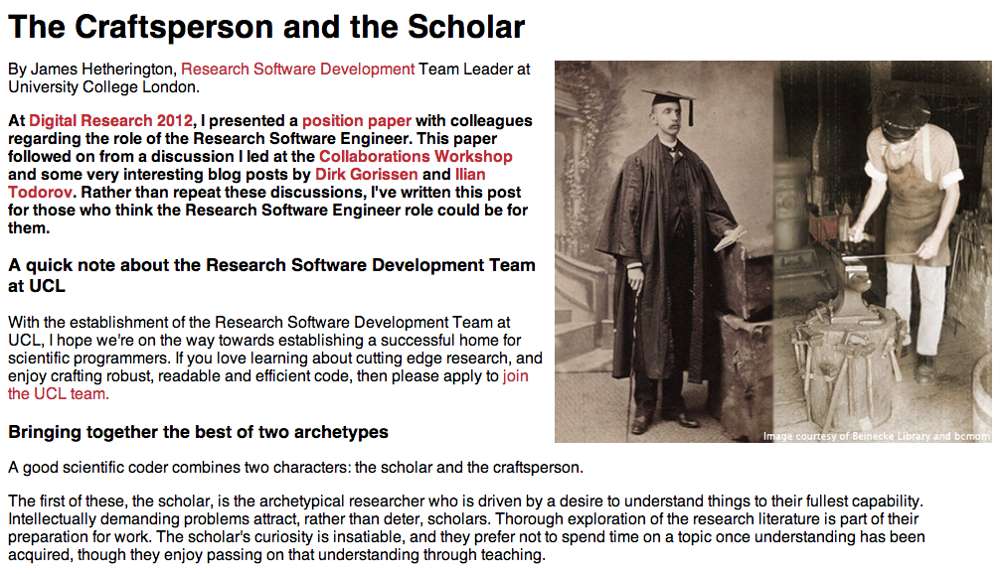 The Craftsperson and the Scholar
By James Hetherington, Research Software Development Team Leader at
University College London.
At Digital Research 2012, I presented a position paper with colleagues
regarding the role of the Research Software Engineer. This paper
followed on from a discussion I led at the Collaborations Workshop
and some very interesting blog posts by Dirk Gorissen and Ilian
Todorov. Rather than repeat these discussions, I've written this post
for those who think the Research Software Engineer role could be for
them.
A quick note about the Research Software Development Team
at UCL
With the establishment of the Research Software Development Team at
UCL, I hope we're on the way towards establishing a successful home for
scientific programmers. If you love learning about cutting edge research, and
enjoy crafting robust, readable and efficient code, then please apply to join
the UCL team.
Image courtesy of Beinecke Library and bcmom
Bringing together the best of two archetypes
A good scientific coder combines two characters: the scholar and the craftsperson.
The first of these, the scholar, is the archetypical researcher who is driven by a desire to understand things to their fullest capability.
Intellectually demanding problems attract, rather than deter, scholars. Thorough exploration of the research literature is part of their
preparation for work. The scholar's curiosity is insatiable, and they prefer not to spend time on a topic once understanding has been
acquired, though they enjoy passing on that understanding through teaching.